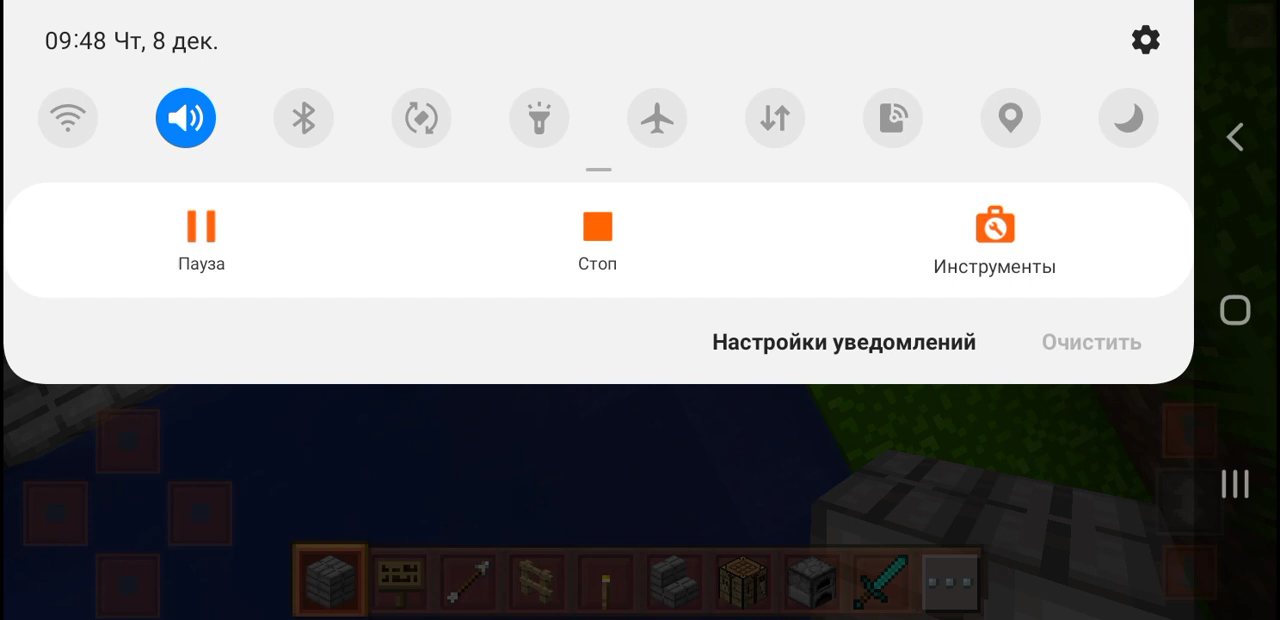 09:48 Чт, 8 дек.
Пауза
Стоп
Инструменты
Настройки уведомлений
Очистить